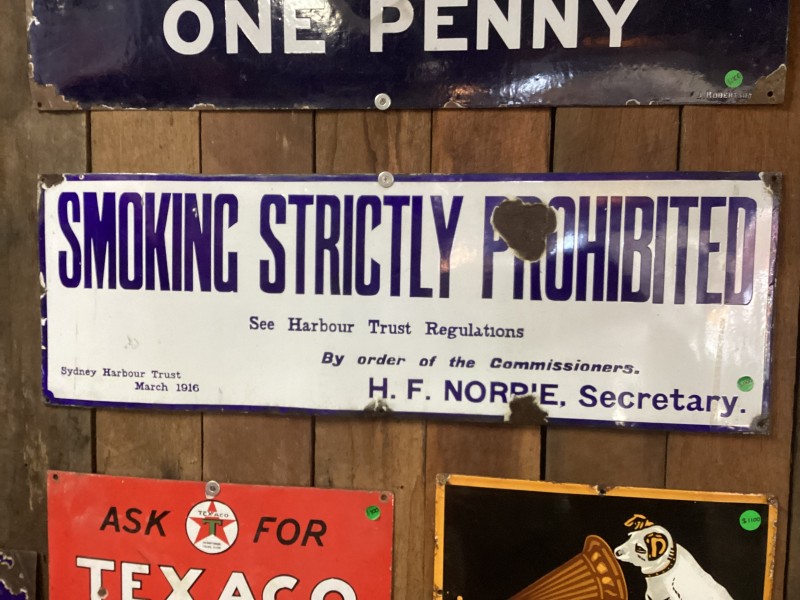 ONE PENNY
SMOKING STRICTLY PROHIBITED
See Harbour Trust Regulations
By order of the Commissioners.
Sydney Harbour Trust
March 1916
H. F. NORRIE, Secretary.
ASK FOR
TEXACO
TEXACO